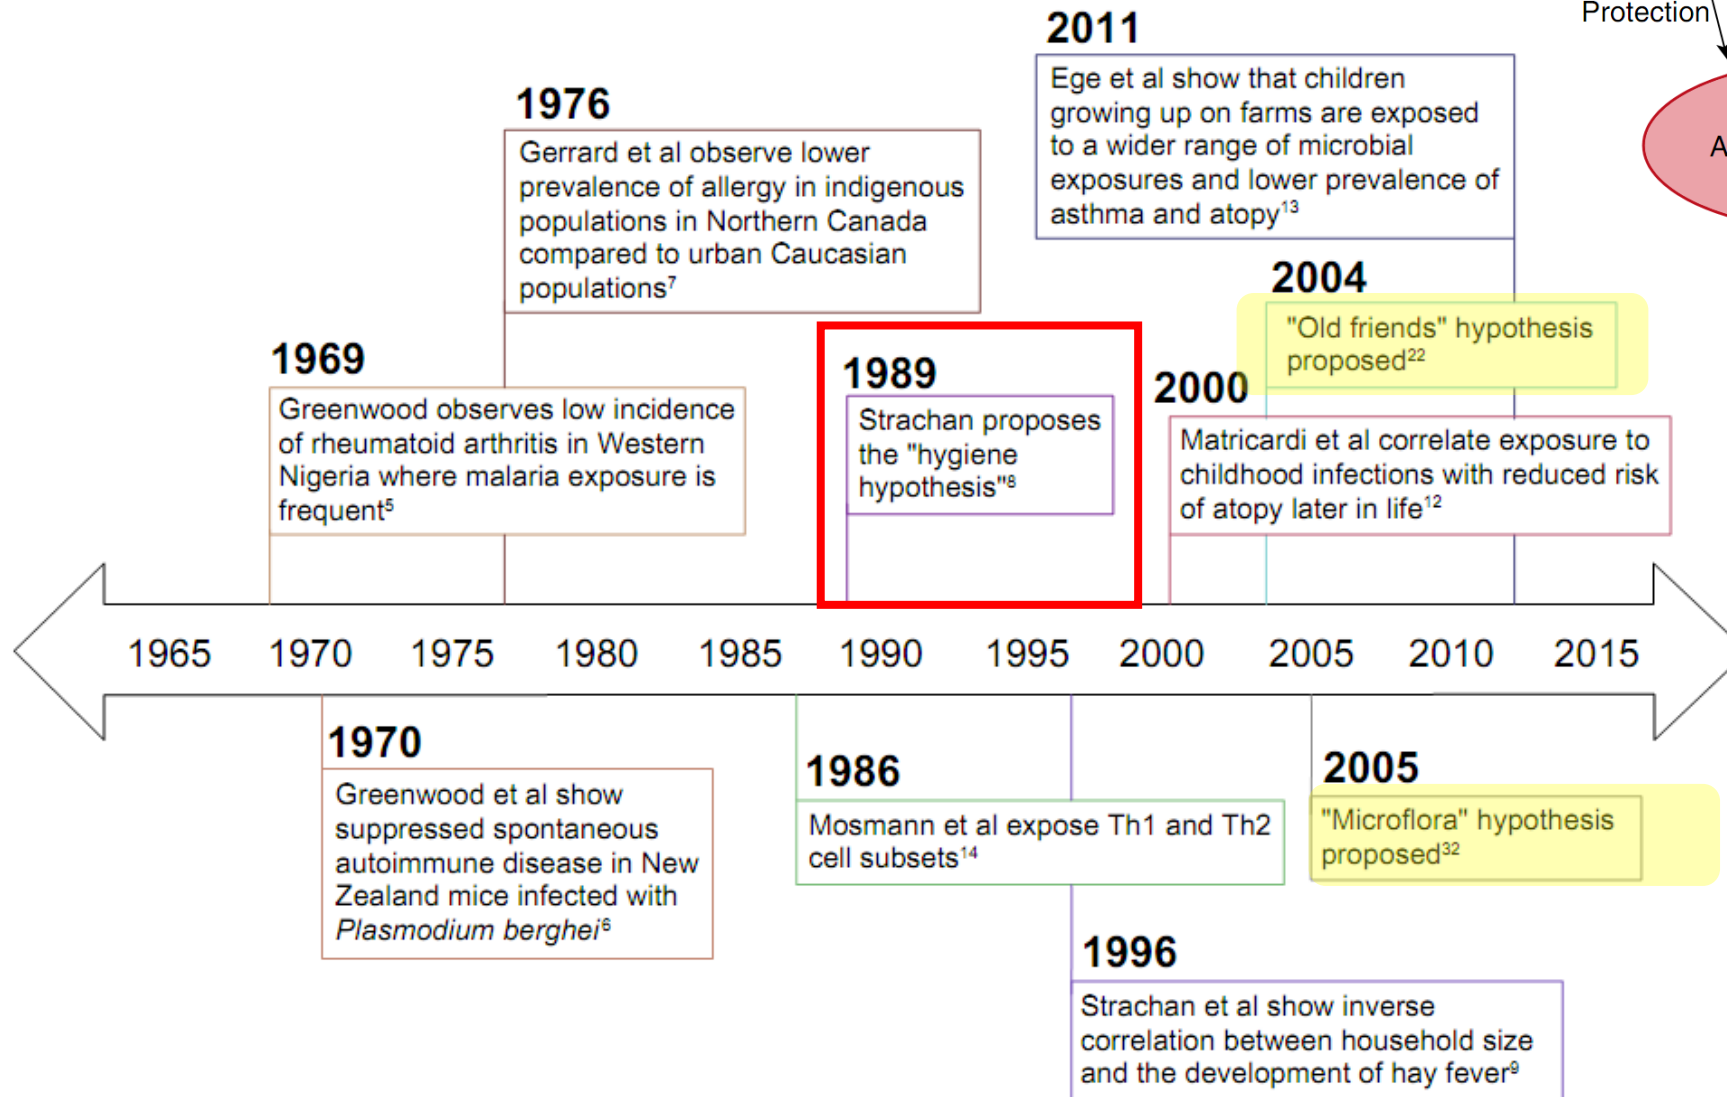 Protection
2011
Ege et al show that children
growing up on farms are exposed
to a wider range of microbial
exposures and lower prevalence of
asthma and atopy13
1976
Gerrard et al observe lower
prevalence of allergy in indigenous
populations in Northern Canada
compared to urban Caucasian
populations7
A
2004
"Old friends" hypothesis
proposed22
1969
Greenwood observes low incidence
of rheumatoid arthritis in Western
Nigeria where malaria exposure is
frequent5
1989
Strachan proposes
the "hygiene
hypothesis"8
2000
Matricardi et al correlate exposure to
childhood infections with reduced risk
of atopy later in life12
1965 1970 1975 1980 1985 1990 1995 2000 2005 2010 2015
1970
Greenwood et al show
suppressed spontaneous
autoimmune disease in New
Zealand mice infected with
Plasmodium berghei6
1986
Mosmann et al expose Th1 and Th2
cell subsets14
2005
"Microflora" hypothesis
proposed32
1996
Strachan et al show inverse
correlation between household size
and the development of hay fever9